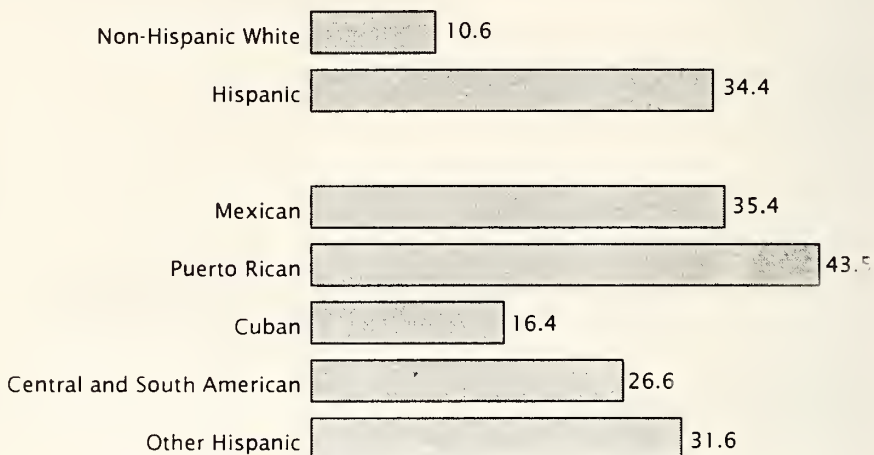 Non-Hispanic White 10.6
Hispanic 34.4
Mexican 35.4
Puerto Rican 43.5
Cuban 16.4
Central and South American 26.6
Other Hispanic 31.6